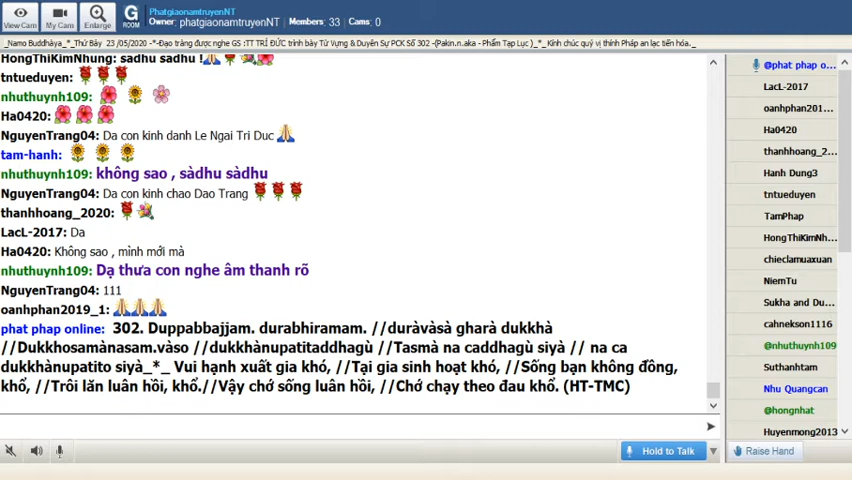 PhatgiaonamtruyenNT
Owner: phatgiaonamtruyenNT | Members: 33 | Cams: 0
View Cam
My Cam
Enlarge
G
ROOM
_Namo Buddhàya_*_Thứ Bảy 23 /05/2020 -*-Đạo tràng được nghe GS :TT TRÍ ĐỨC trình bày Từ Vựng & Duyên Sự PCK Số 302 -(Pakin.n.aka - Phẩm Tạp Lục )_*_ Kính chúc quý vị thính Pháp an lạc tiến hóa._
HongThiKimNhung: sadhu sadhu !
tntueduyen:
nhuthuynh109:
Ha0420:
NguyenTrang04: Da con kinh danh Le Ngai Tri Duc
tam-hanh:
nhuthuynh109: không sao , sàdhu sàdhu
NguyenTrang04: Da con kinh chao Dao Trang
thanhhoang_2020:
LacL-2017: Da
Ha0420: Không sao , mình mới mà
nhuthuynh109: Dạ thưa con nghe âm thanh rõ
NguyenTrang04: 111
oanhphan2019_1:
phat phap online: 302. Duppabbajjam. durabhiramam. //duràvàsà gharà dukkhà
//Dukkhosamànasam.vàso //dukkhànupatitaddhagù //Tasmà na caddhagù siyà // na ca
dukkhànupatito siyà_*_ Vui hạnh xuất gia khó, //Tại gia sinh hoạt khó, //Sống bạn không đồng,
khổ, //Trôi lăn luân hồi, khổ.//Vậy chớ sống luân hồi, //Chớ chạy theo đau khổ. (HT-TMC)
@phat phap o...
LacL-2017
oanhphan201...
Ha0420
thanhhoang_2...
Hanh Dung3
tntueduyen
TamPhap
HongThiKimNh...
chieclamuaxuan
NiemTu
Sukha and Du...
cahnekson1116
@nhuthuynh109
Suthanhtam
Nhu Quangcan
@hongnhat
Huyenmong2013
Hold to Talk
Raise Hand